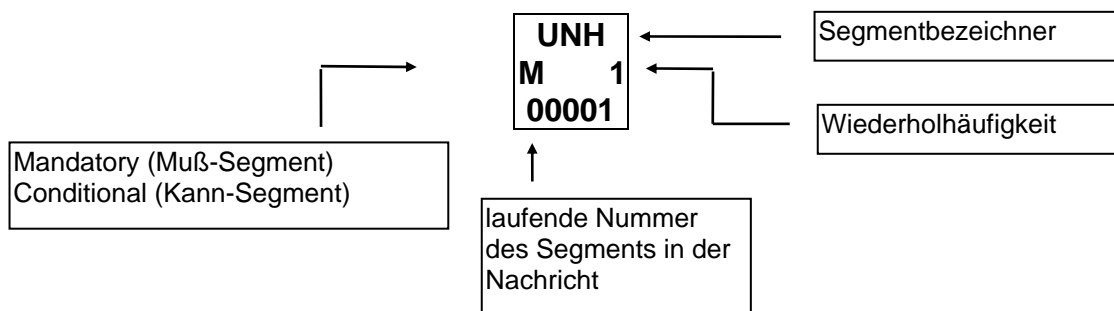 UNH
M 1
00001
Segmentbezeichner
Wiederholhäufigkeit
Mandatory (Muß-Segment)
Conditional (Kann-Segment)
laufende Nummer
des Segments in der
Nachricht